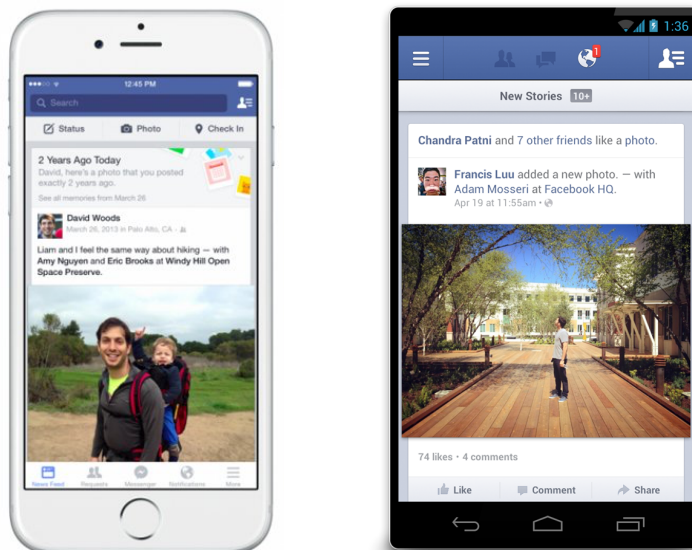 12:45 PM
Search
Status
Photo
Check In
2 Years Ago Today
David, here's a photo that you posted
exactly 2 years ago.
See all memories from March 26
David Woods
March 26, 2013 in Palo Alto, CA
Liam and I feel the same way about hiking — with
Amy Nguyen and Eric Brooks at Windy Hill Open
Space Preserve.
News Feed
Requests
Messenger
Notifications
More
1:36
1
New Stories 10+
Chandra Patni and 7 other friends like a photo.
Francis Luu added a new photo. — with
Adam Mosseri at Facebook HQ.
Apr 19 at 11:55am •
74 likes • 4 comments
Like
Comment
Share